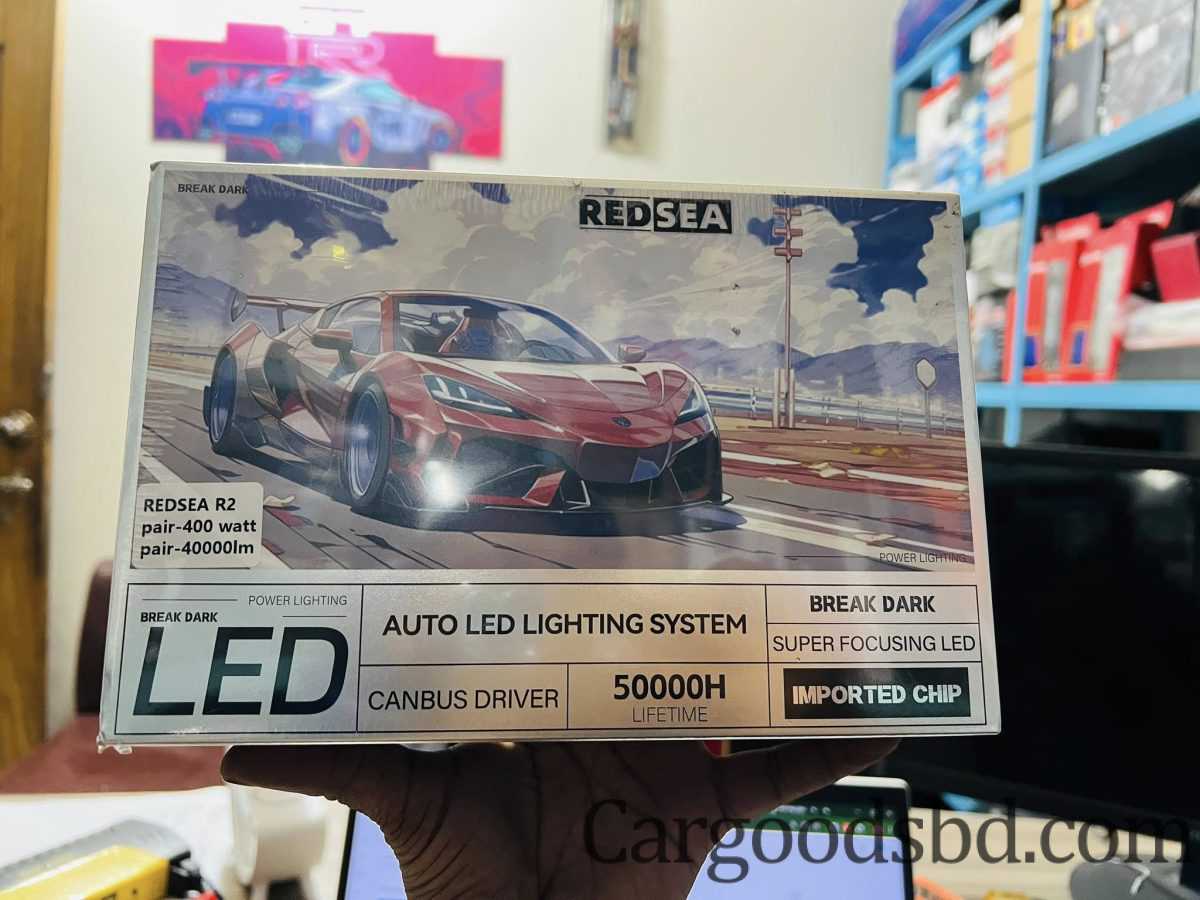 BREAK DARK
REDSEA
REDSEA R2
pair-400 watt
pair-40000lm
POWER LIGHTING
POWER LIGHTING
BREAK DARK
LED
AUTO LED LIGHTING SYSTEM
CANBUS DRIVER
50000H
LIFETIME
BREAK DARK
SUPER FOCUSING LED
IMPORTED CHIP
Cargoodsbd.com